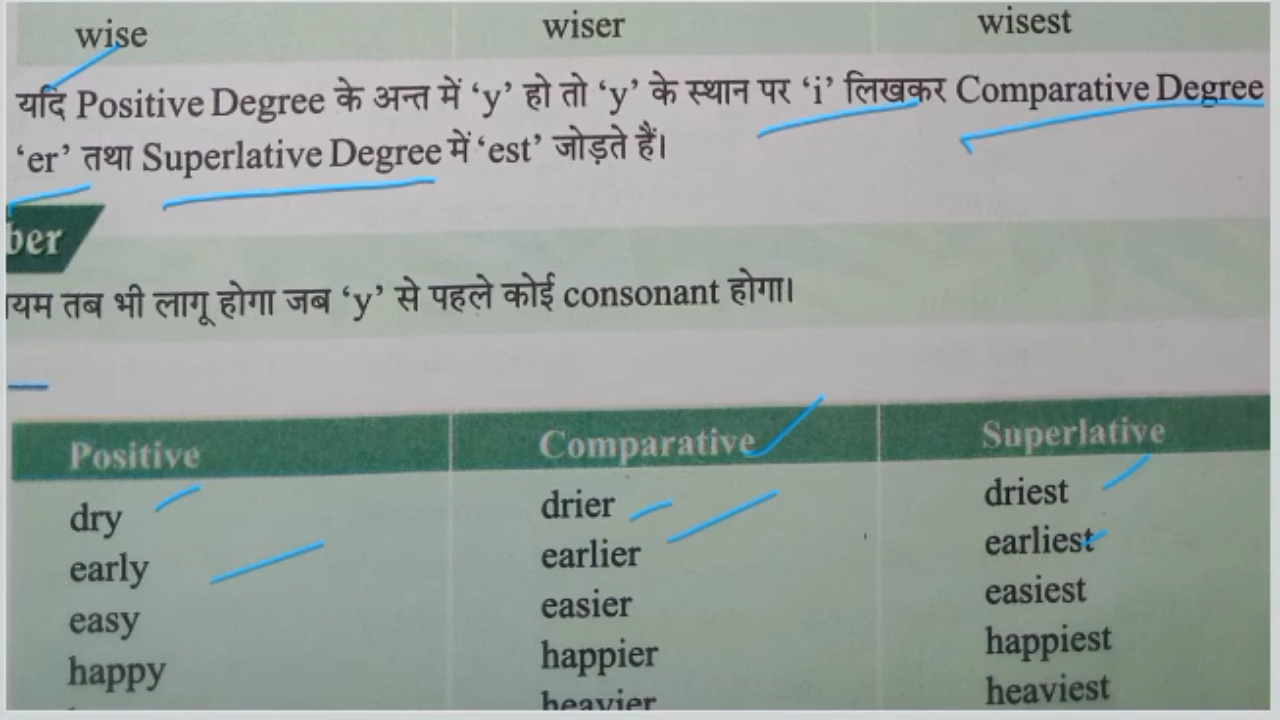 wise wiser wisest
यदि Positive Degree के अन्त में ‘y’ हो तो ‘y’ के स्थान पर ‘i’ लिखकर Comparative Degree
‘er’ तथा Superlative Degree में ‘est’ जोड़ते हैं।
ber
यम तब भी लागू होगा जब ‘y’ से पहले कोई consonant होगा।
Positive Comparative Superlative
dry drier driest
early earlier earliest
easy easier easiest
happy happier happiest
heavier heaviest